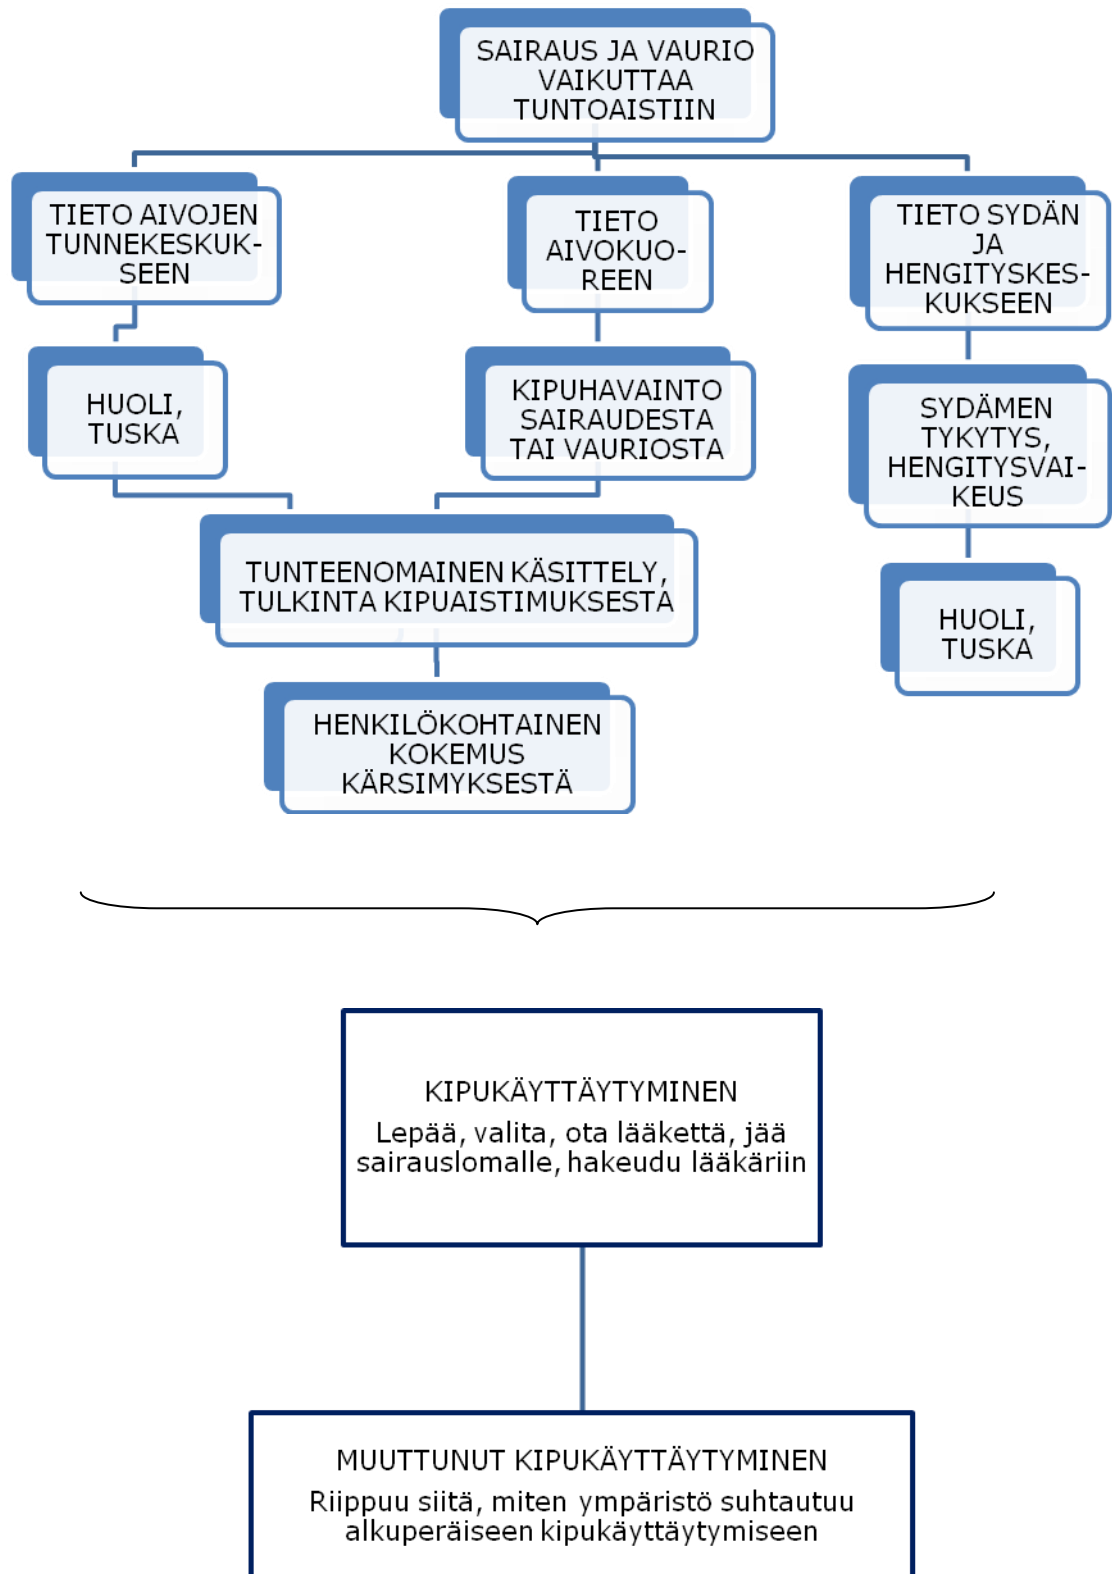 SAIRAUS JA VAURIO
VAIKUTTAA
TUNTOAISTIIN
TIETO AIVOJEN
TUNNEKESKUK-
SEEN
TIETO
AIVOKUO-
REEN
TIETO SYDÄN
JA
HENGITYSKES-
KUKSEEN
HUOLI,
TUSKA
KIPUHAVAINTO
SAIRAUDESTA
TAI VAURIOSTA
SYDÄMEN
TYKYTYS,
HENGITYSVAI-
KEUS
TUNTEENOMAINEN KÄSITTELY,
TULKINTA KIPUAISTIMUKSESTA
HUOLI,
TUSKA
HENKILÖKOHTAINEN
KOKEMUS
KÄRSIMYKSESTÄ
KIPUKÄYTTÄYTYMINEN
Lepää, valita, ota lääkettä, jää
sairauslomalle, hakeudu lääkäriin
MUUTTUNUT KIPUKÄYTTÄYTYMINEN
Riippuu siitä, miten ympäristö suhtautuu
alkuperäiseen kipukäyttäytymiseen